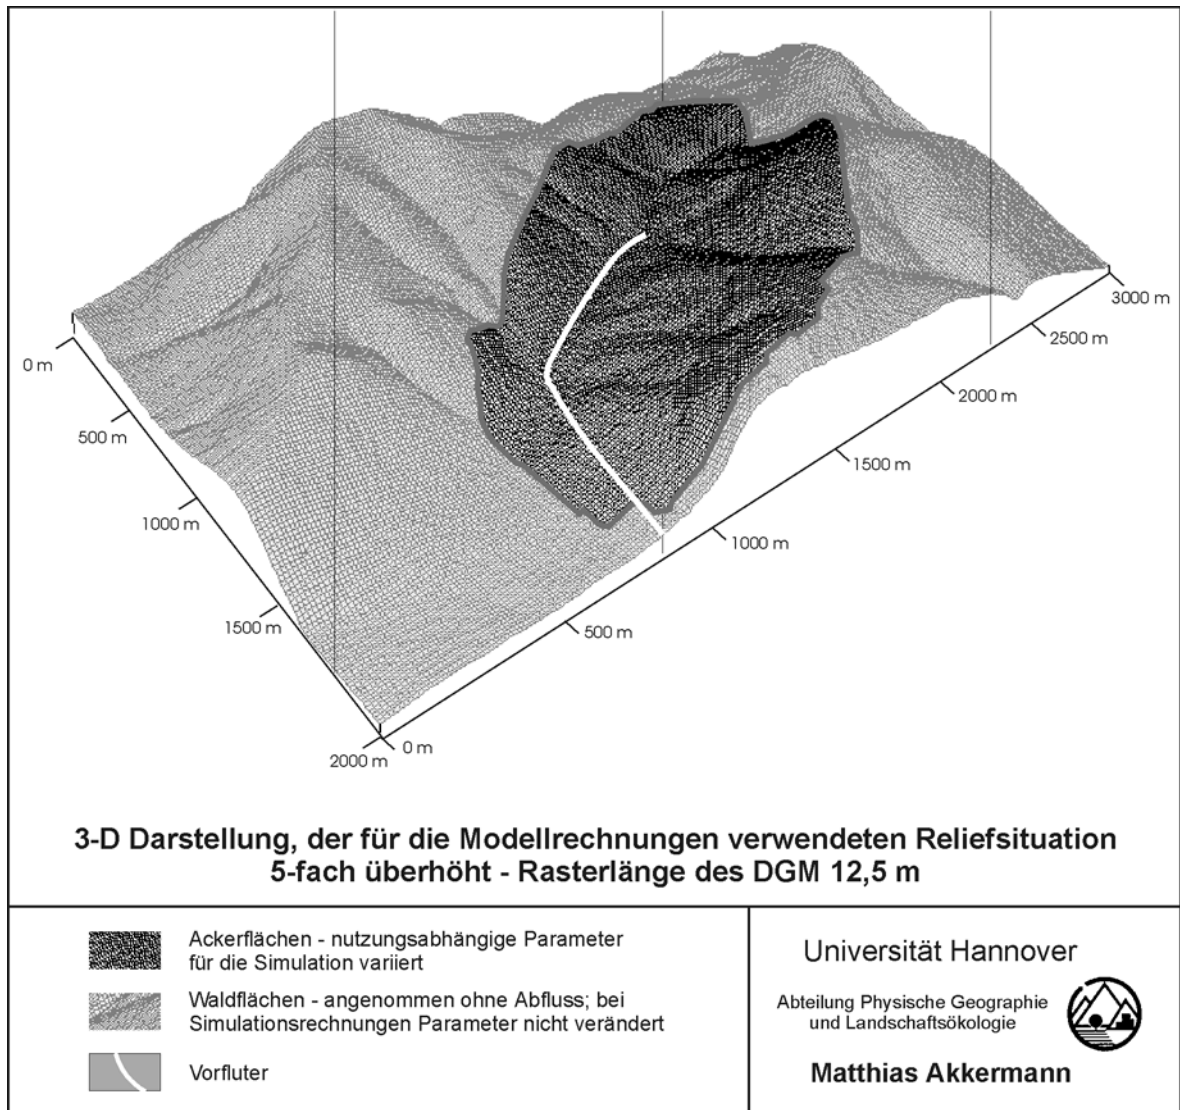 0 m
500 m
1000 m
1500 m
2000 m
0 m
500 m
1000 m
1500 m
2000 m
2500 m
3000 m
3-D Darstellung, der für die Modellrechnungen verwendeten Reliefsituation
5-fach überhöht - Rasterlänge des DGM 12,5 m
Ackerflächen - nutzungsabhängige Parameter
für die Simulation variiert
Waldflächen - angenommen ohne Abfluss; bei
Simulationsrechnungen Parameter nicht verändert
Vorfluter
Universität Hannover
Abteilung Physische Geographie
und Landschaftsökologie
Matthias Akkermann